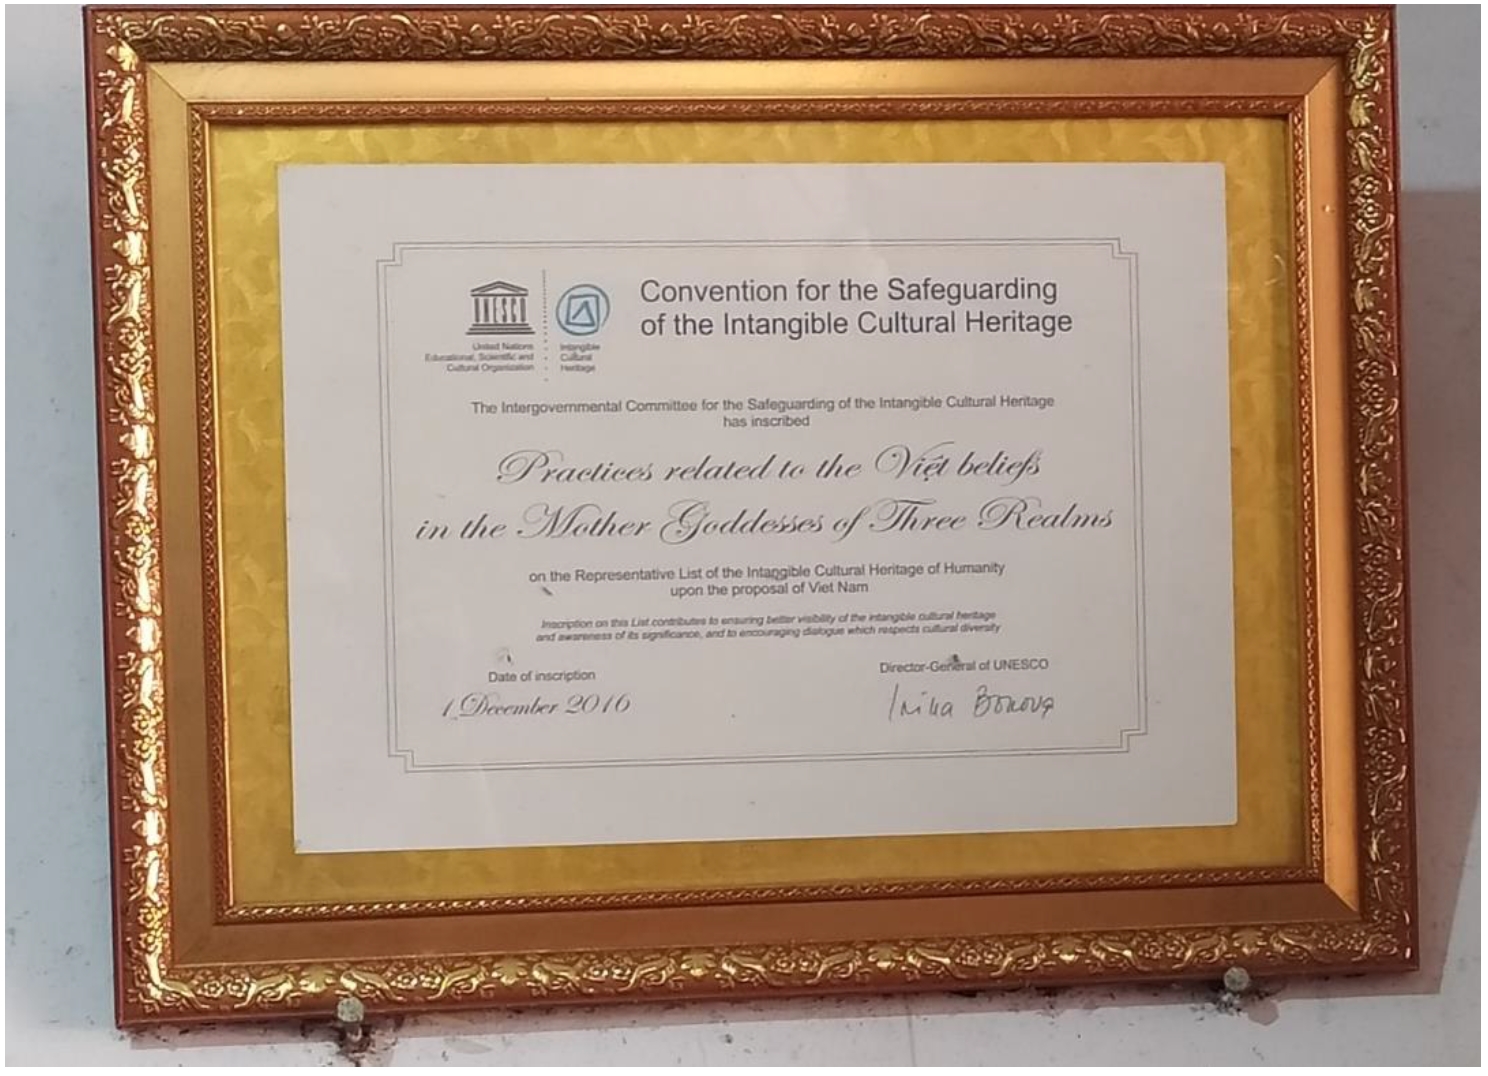 UNESCO
United Nations
Educational, Scientific and
Cultural Organization
Intangible
Cultural
Heritage
Convention for the Safeguarding
of the Intangible Cultural Heritage
The Intergovernmental Committee for the Safeguarding of the Intangible Cultural Heritage
has inscribed
Practices related to the Việt beliefs
in the Mother Goddesses of Three Realms
on the Representative List of the Intangible Cultural Heritage of Humanity
upon the proposal of Viet Nam
Inscription on this List contributes to ensuring better visibility of the intangible cultural heritage
and awareness of its significance, and to encouraging dialogue which respects cultural diversity
Date of inscription
1 December 2016
Director-General of UNESCO